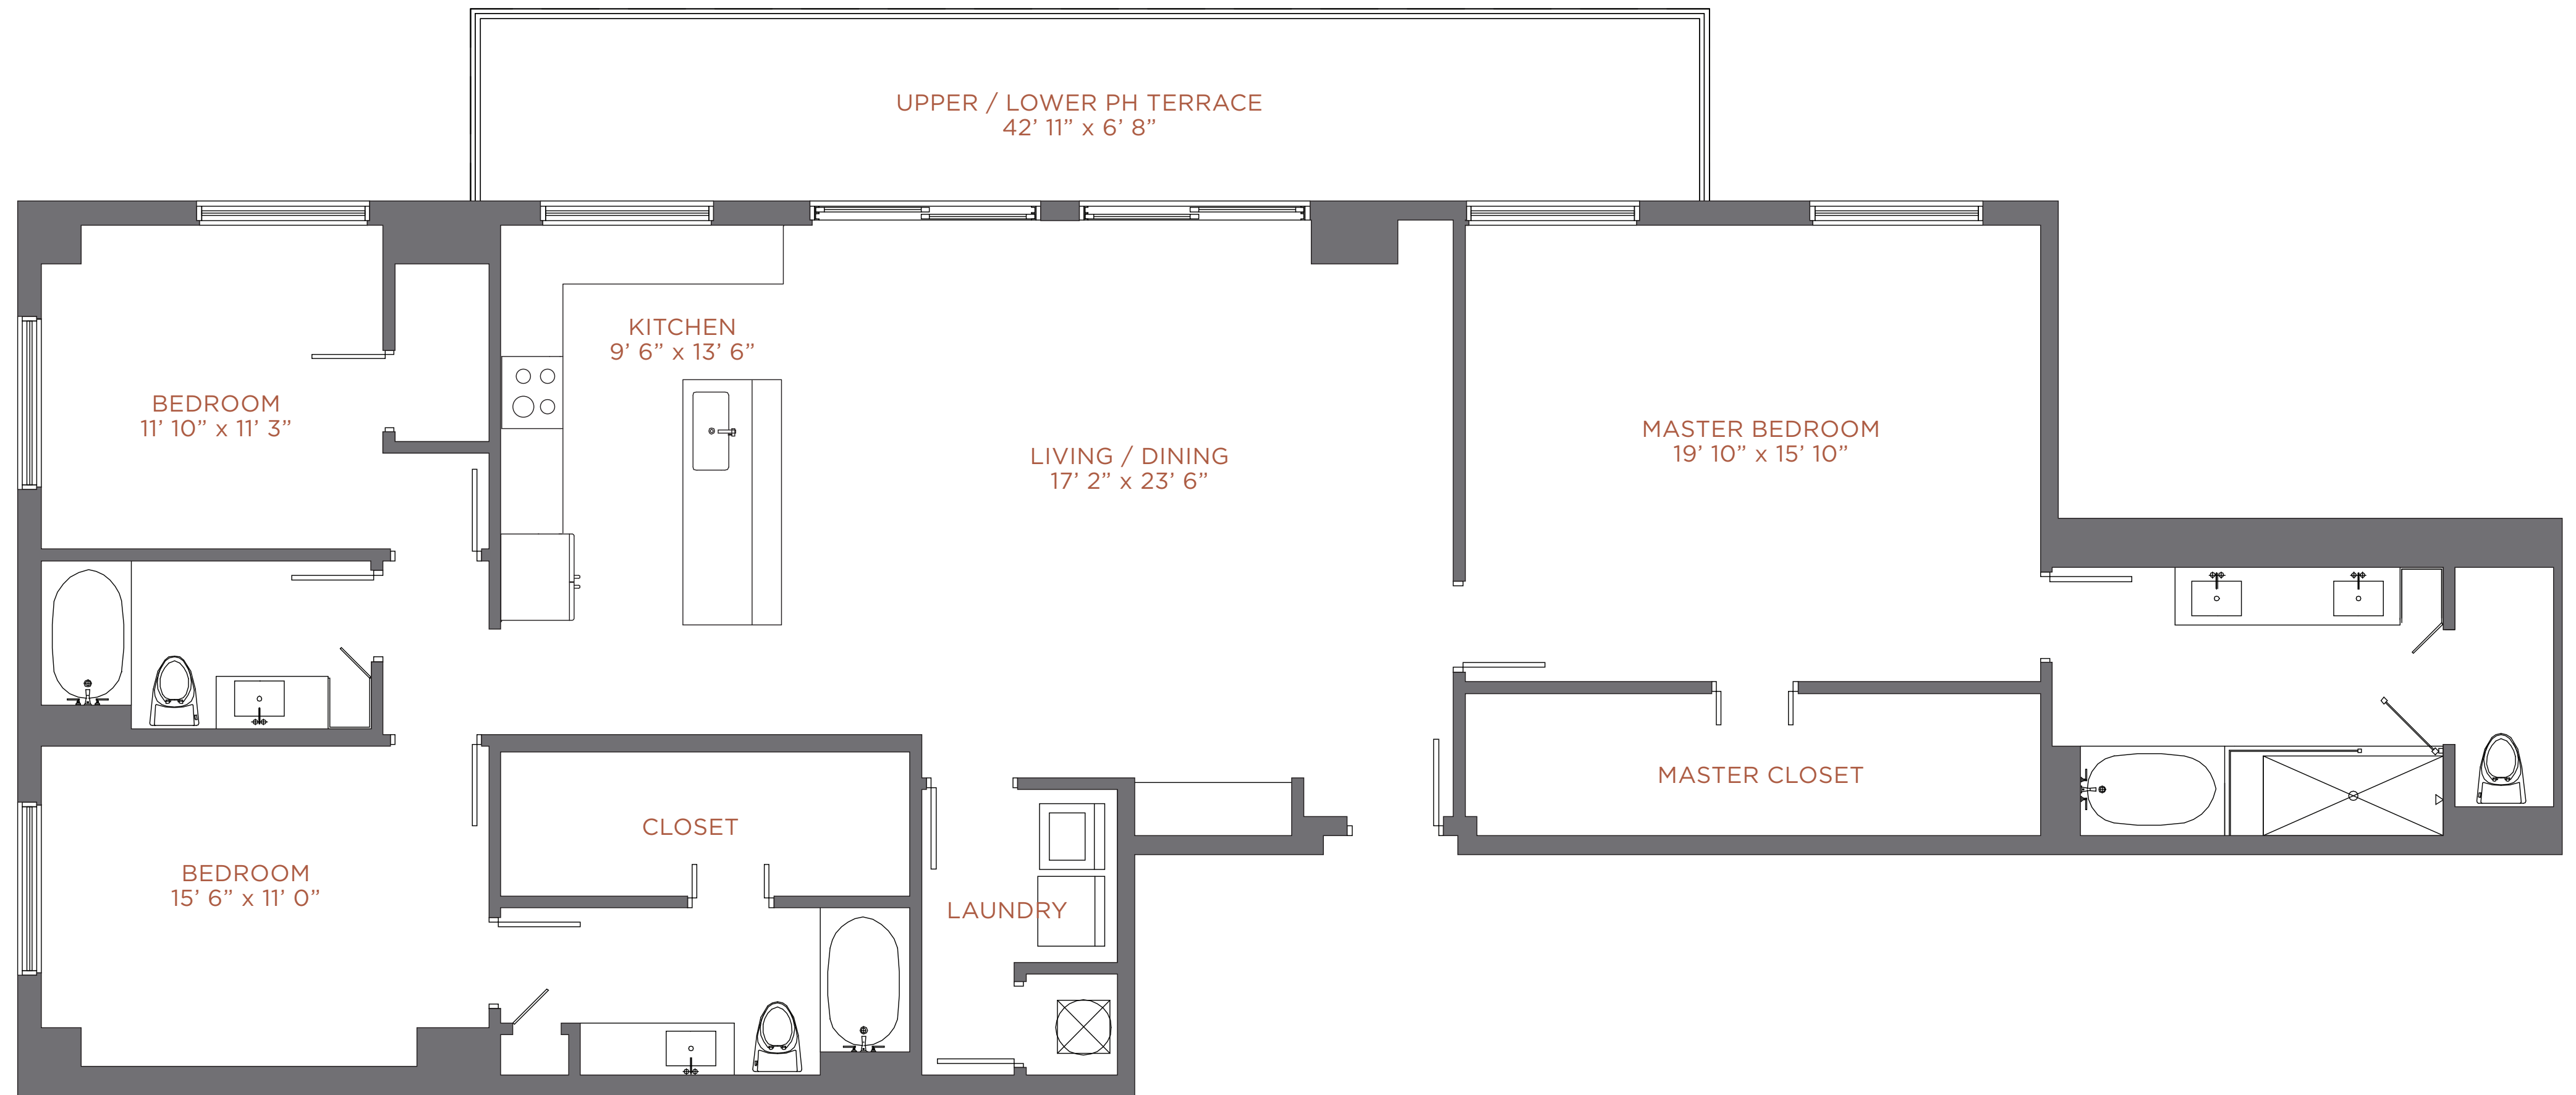 UPPER / LOWER PH TERRACE
42’ 11” x 6’ 8”
KITCHEN
9’ 6” x 13’ 6”
BEDROOM
11’ 10” x 11’ 3”
LIVING / DINING
17’ 2” x 23’ 6”
MASTER BEDROOM
19’ 10” x 15’ 10”
MASTER CLOSET
CLOSET
BEDROOM
15’ 6” x 11’ 0”
LAUNDRY